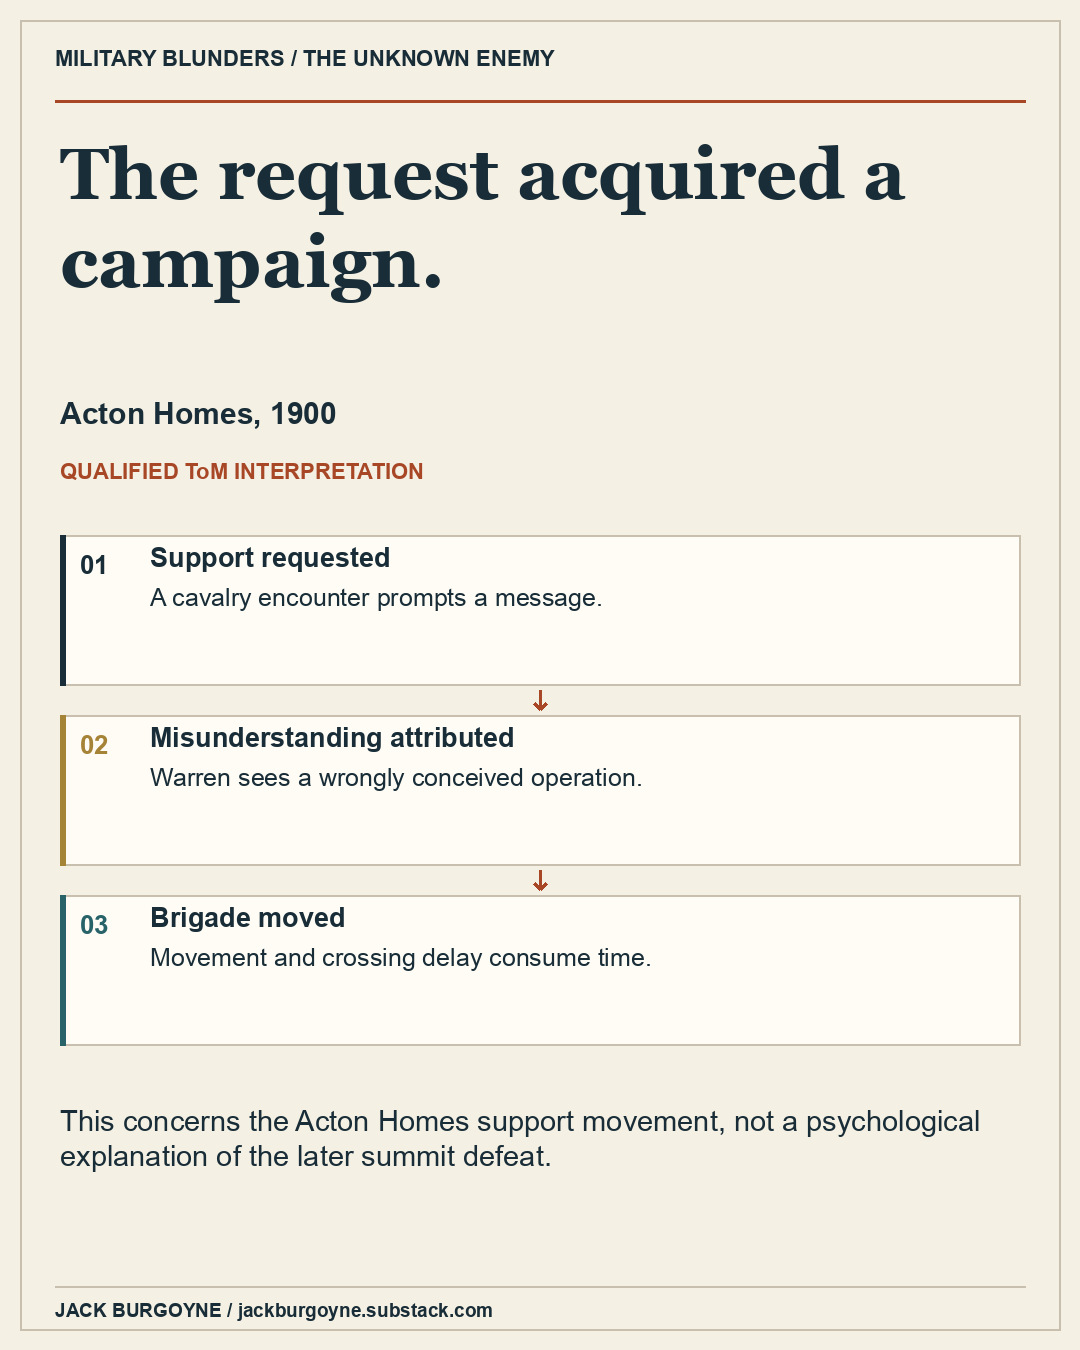 MILITARY BLUNDERS / THE UNKNOWN ENEMY
The request acquired a
campaign.
Acton Homes, 1900
QUALIFIED ToM INTERPRETATION
01
Support requested
A cavalry encounter prompts a message.
02
Misunderstanding attributed
Warren sees a wrongly conceived operation.
03
Brigade moved
Movement and crossing delay consume time.
This concerns the Acton Homes support movement, not a psychological
explanation of the later summit defeat.
JACK BURGOYNE / jackburgoyne.substack.com